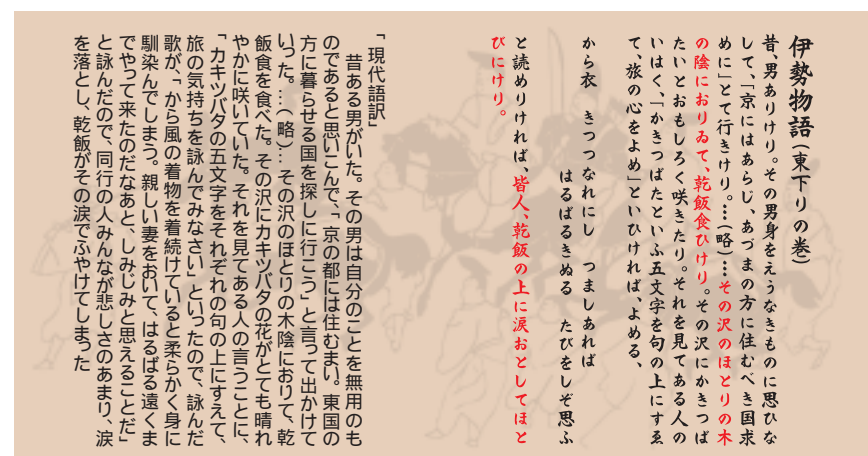 伊勢物語(東下りの巻)
昔、男ありけり。その男身をえうなきものに思ひな
して、「京にはあらじ、あづまの方に住むべき国求
めに」とて行きけり。…(略)…その沢のほとりの木
の陰におりゐて、乾飯食ひけり。その沢にかきつば
たいとおもしろく咲きたり。それを見てある人の
いはく、「かきつばたといふ五文字を句の上にすゑ
て、旅の心をよめ」といひければ、よめる、
から衣 きつつなれにし つましあれば
はるばるきぬる たびをしぞ思ふ
と読めりければ、皆人、乾飯の上に涙おとしてほと
びにけり。
「現代語訳」
昔ある男がいた。その男は自分のことを無用のも
のであると思いこんで、「京の都には住むまい。東国の
方に暮らせる国を探しに行こう」と言って出かけて
いった。…(略)…その沢のほとりの木陰におりて、乾
飯食を食べた。その沢にカキツバタの花がとても晴れ
やかに咲いていた。それを見てある人の言うことに、
「カキツバタの五文字をそれぞれの句の上にすえて、
旅の気持ちを詠んでみなさい」といったので、詠んだ
歌が、「から風の着物を着続けていると柔らかく身に
馴染んでしまう。親しい妻をおいて、はるばる遠くま
でやって来たのだなあと、しみじみと思えることだ」
と詠んだので、同行の人みんなが悲しさのあまり、涙
を落とし、乾飯がその涙でふやけてしまった